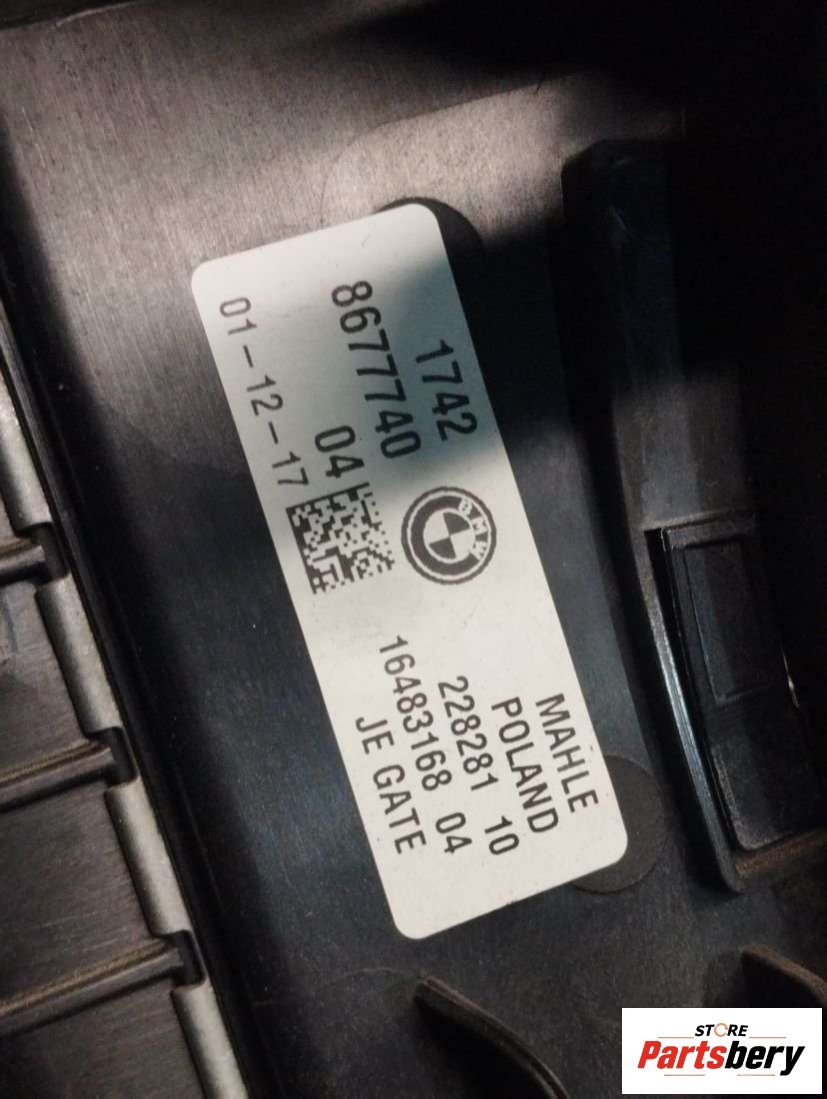 1742
8677740
04
01-12-17
BMW
MAHLE
POLAND
228281 10
16483168 04
JE GATE
STORE
Partsbery